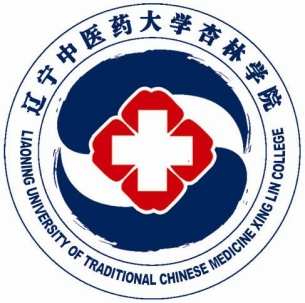 辽宁中医药大学杏林学院
LIAONING UNIVERSITY OF TRADITIONAL CHINESE MEDICINE XING LIN COLLEGE